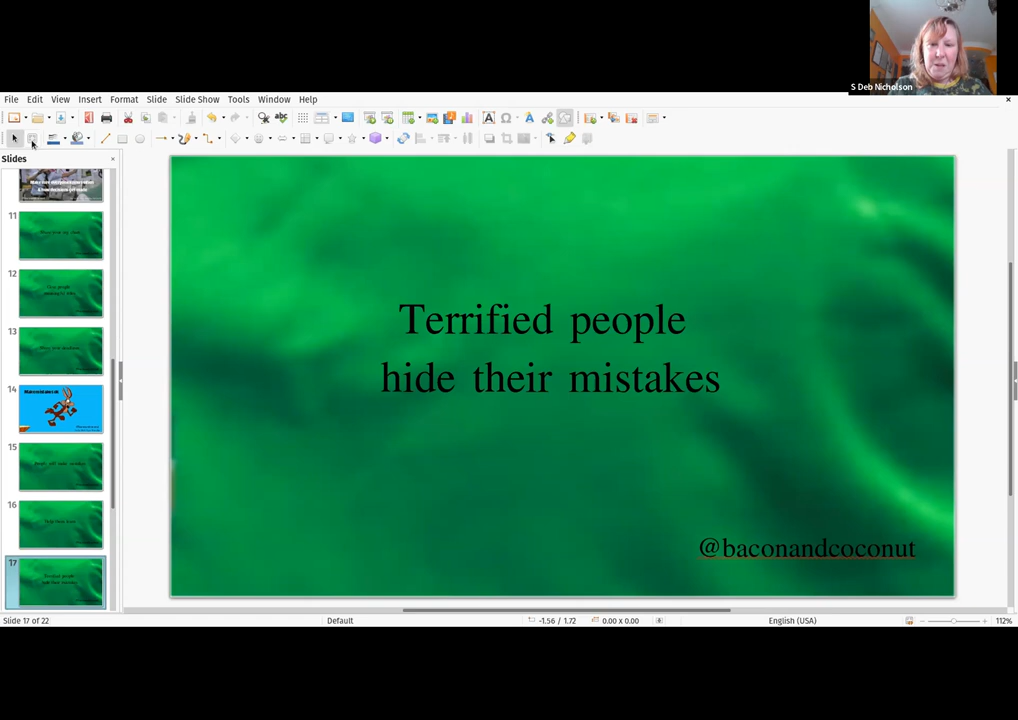 S Deb Nicholson
File Edit View Insert Format Slide Slide Show Tools Window Help
Slides
11
12
13
14
15
16
17
Terrified people
hide their mistakes
@baconandcoconut
Slide 17 of 22
Default
-1.56 / 1.72
0.00 x 0.00
English (USA)
112%